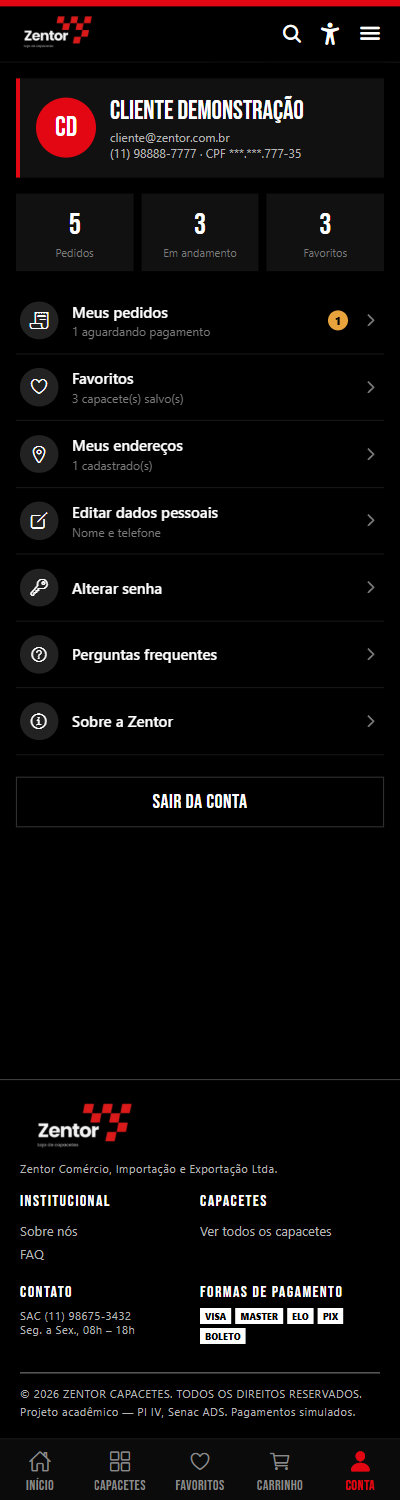 Zentor
loja de capacetes
CD
CLIENTE DEMONSTRAÇÃO
cliente@zentor.com.br
(11) 98888-7777 · CPF ***.***.777-35
5
Pedidos
3
Em andamento
3
Favoritos
Meus pedidos
1 aguardando pagamento
1
Favoritos
3 capacete(s) salvo(s)
Meus endereços
1 cadastrado(s)
Editar dados pessoais
Nome e telefone
Alterar senha
Perguntas frequentes
Sobre a Zentor
SAIR DA CONTA
Zentor
loja de capacetes
Zentor Comércio, Importação e Exportação Ltda.
INSTITUCIONAL
Sobre nós
FAQ
CAPACETES
Ver todos os capacetes
CONTATO
SAC (11) 98675-3432
Seg. a Sex., 08h – 18h
FORMAS DE PAGAMENTO
VISA MASTER ELO PIX
BOLETO
© 2026 ZENTOR CAPACETES. TODOS OS DIREITOS RESERVADOS.
Projeto acadêmico — PI IV, Senac ADS. Pagamentos simulados.
INÍCIO CAPACETES FAVORITOS CARRINHO CONTA